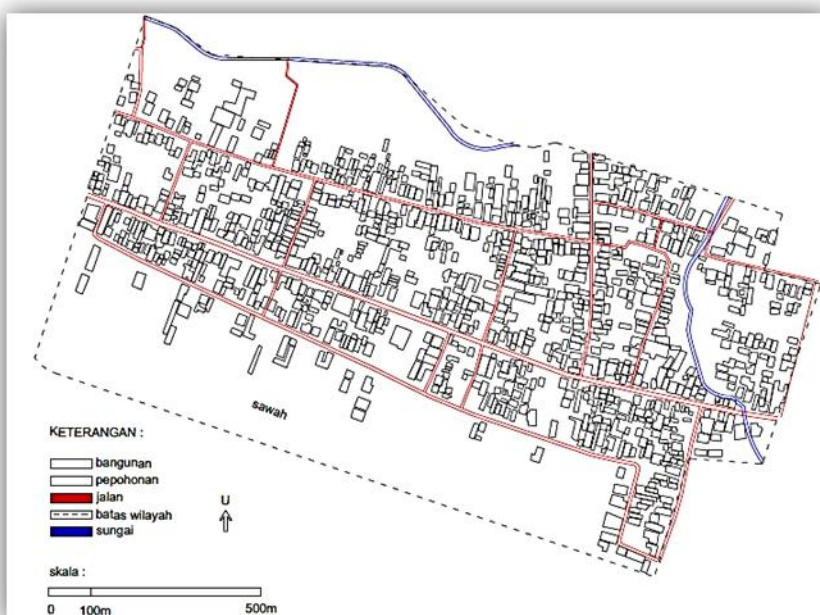 sawah
KETERANGAN :
bangunan
pepohonan
jalan
batas wilayah
sungai
U
skala :
0 100m 500m